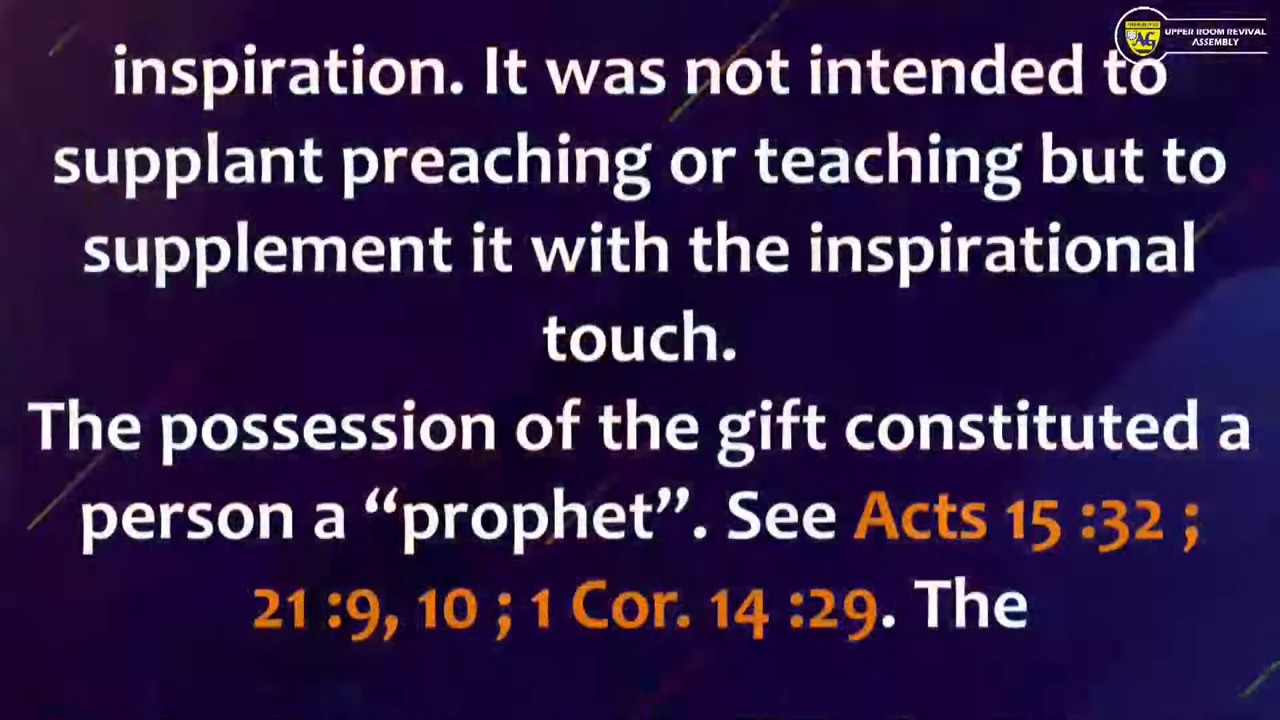 UPPER ROOM REVIVAL
ASSEMBLY
AG
inspiration. It was not intended to
supplant preaching or teaching but to
supplement it with the inspirational
touch.
The possession of the gift constituted a
person a “prophet”. See Acts 15 :32 ;
21 :9, 10 ; 1 Cor. 14 :29. The